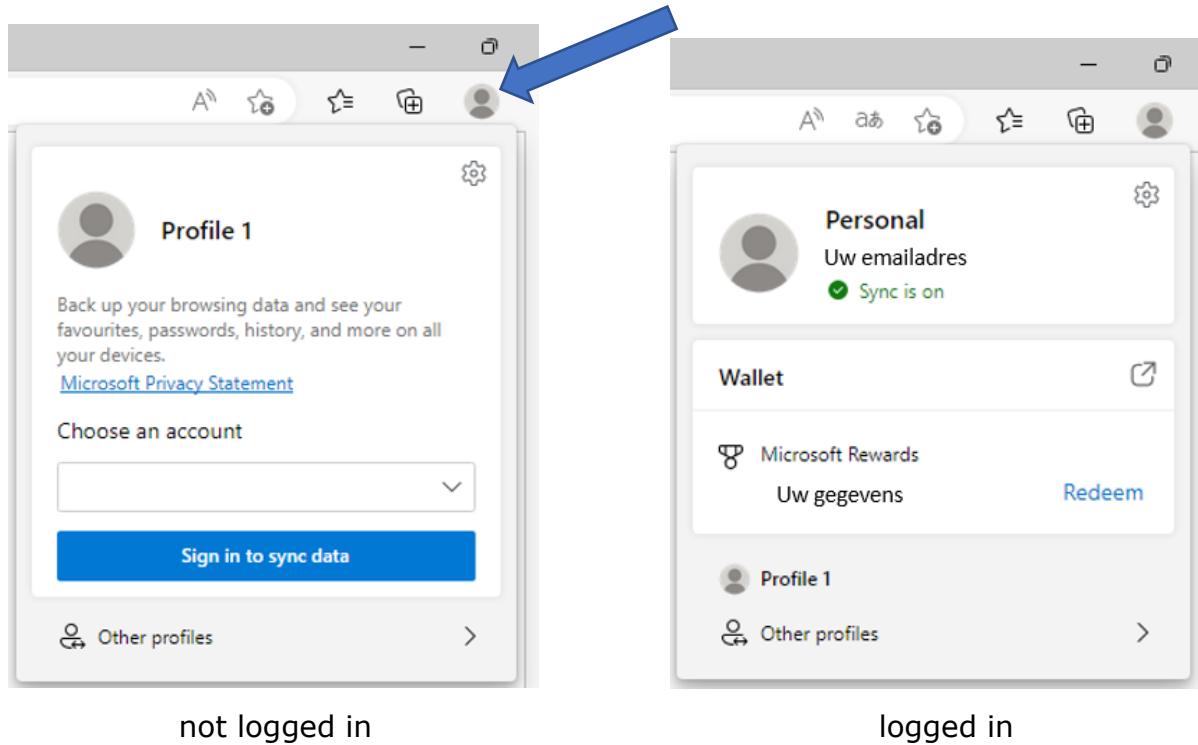 Profile 1
Back up your browsing data and see your
favourites, passwords, history, and more on all
your devices.
Microsoft Privacy Statement
Choose an account
Sign in to sync data
Other profiles
not logged in
A aあ
Personal
Uw emailadres
Sync is on
Wallet
Microsoft Rewards
Uw gegevens
Redeem
Profile 1
Other profiles
logged in